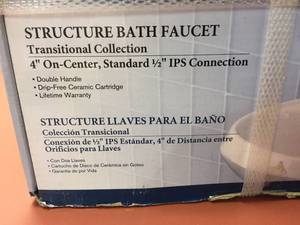 STRUCTURE BATH FAUCET
Transitional Collection
4" On-Center, Standard ½" IPS Connection
• Double Handle
• Drip-Free Ceramic Cartridge
• Lifetime Warranty
STRUCTURE LLAVES PARA EL BAÑO
Colección Transicional
Conexión de ½" IPS Estándar, 4" de Distancia entre
Orificios para Llaves
• Con Dos Llaves
• Cartucho de Disco de Cerámica sin Goteo
• Garantía de por Vida